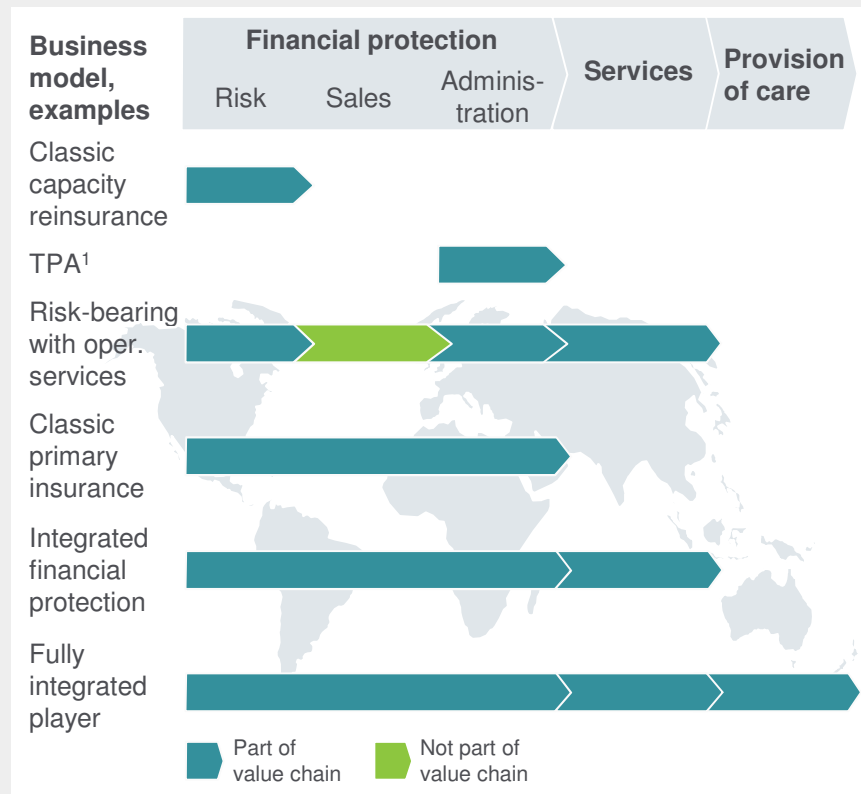 Business
model,
examples
Financial protection
Risk
Sales
Adminis-
tration
Services
Provision
of care
Classic
capacity
reinsurance
TPA¹
Risk-bearing
with oper.
services
Classic
primary
insurance
Integrated
financial
protection
Fully
integrated
player
Part of
value chain
Not part of
value chain